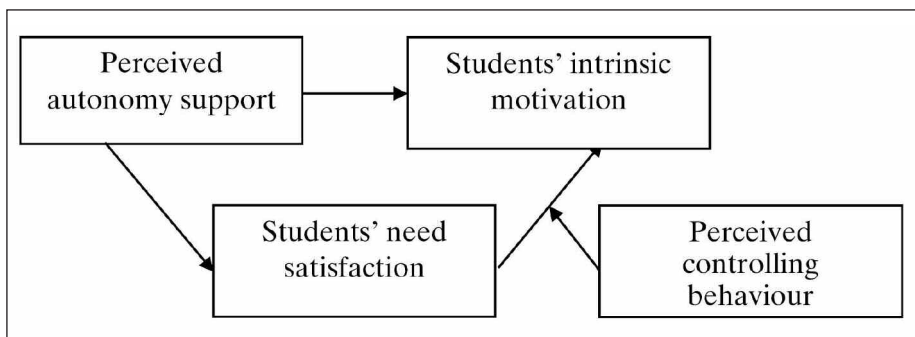 Perceived
autonomy support
Students’ intrinsic
motivation
Students’ need
satisfaction
Perceived
controlling
behaviour